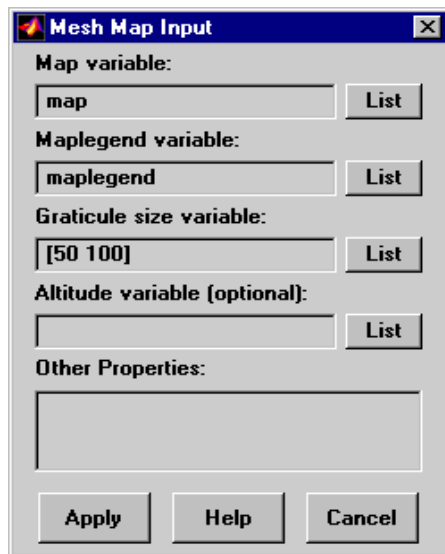 Mesh Map Input
Map variable:
map List
Maplegend variable:
maplegend List
Graticule size variable:
[50 100] List
Altitude variable (optional):
List
Other Properties:
Apply Help Cancel